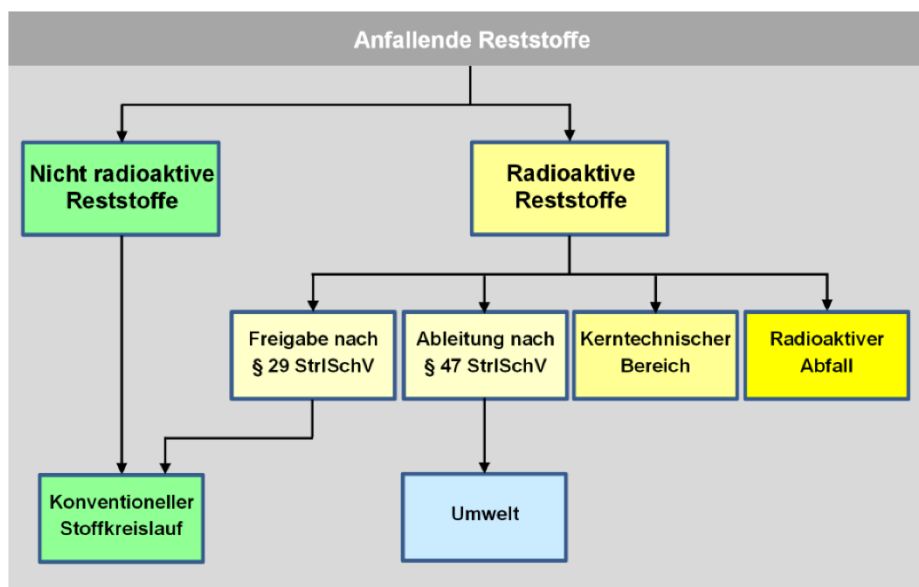 Anfallende Reststoffe
Nicht radioaktive
Reststoffe
Radioaktive
Reststoffe
Freigabe nach
§ 29 StrlSchV
Ableitung nach
§ 47 StrlSchV
Kerntechnischer
Bereich
Radioaktiver
Abfall
Konventioneller
Stoffkreislauf
Umwelt